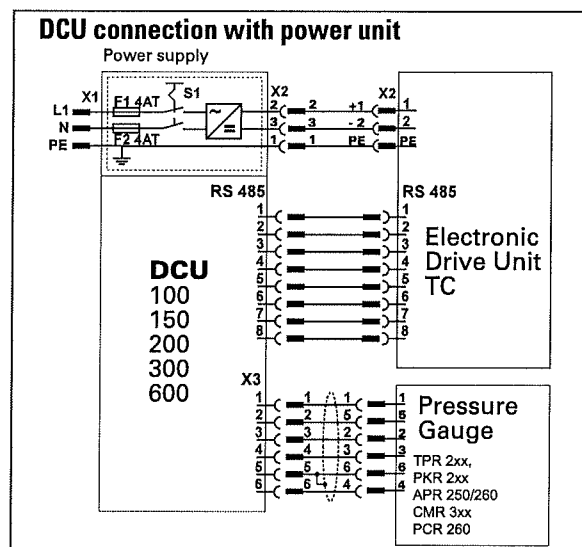 DCU connection with power unit
Power supply
X1 F1 4AT S1 X2 X2
L1 2 2 +1 1
N 3 3 - 2 2
F2 4AT
PE 1 1 PE PE
RS 485 RS 485
1 1
2 2
3 3
4 4
5 5
6 6
7 7
8 8
DCU
100
150
200
300
600
Electronic
Drive Unit
TC
X3
1 1 1 1
2 2 5 5
3 3 2 2
4 4 3 3
5 5 6 6
6 6 4 4
Pressure
Gauge
TPR 2xx,
PKR 2xx
APR 250/260
CMR 3xx
PCR 260